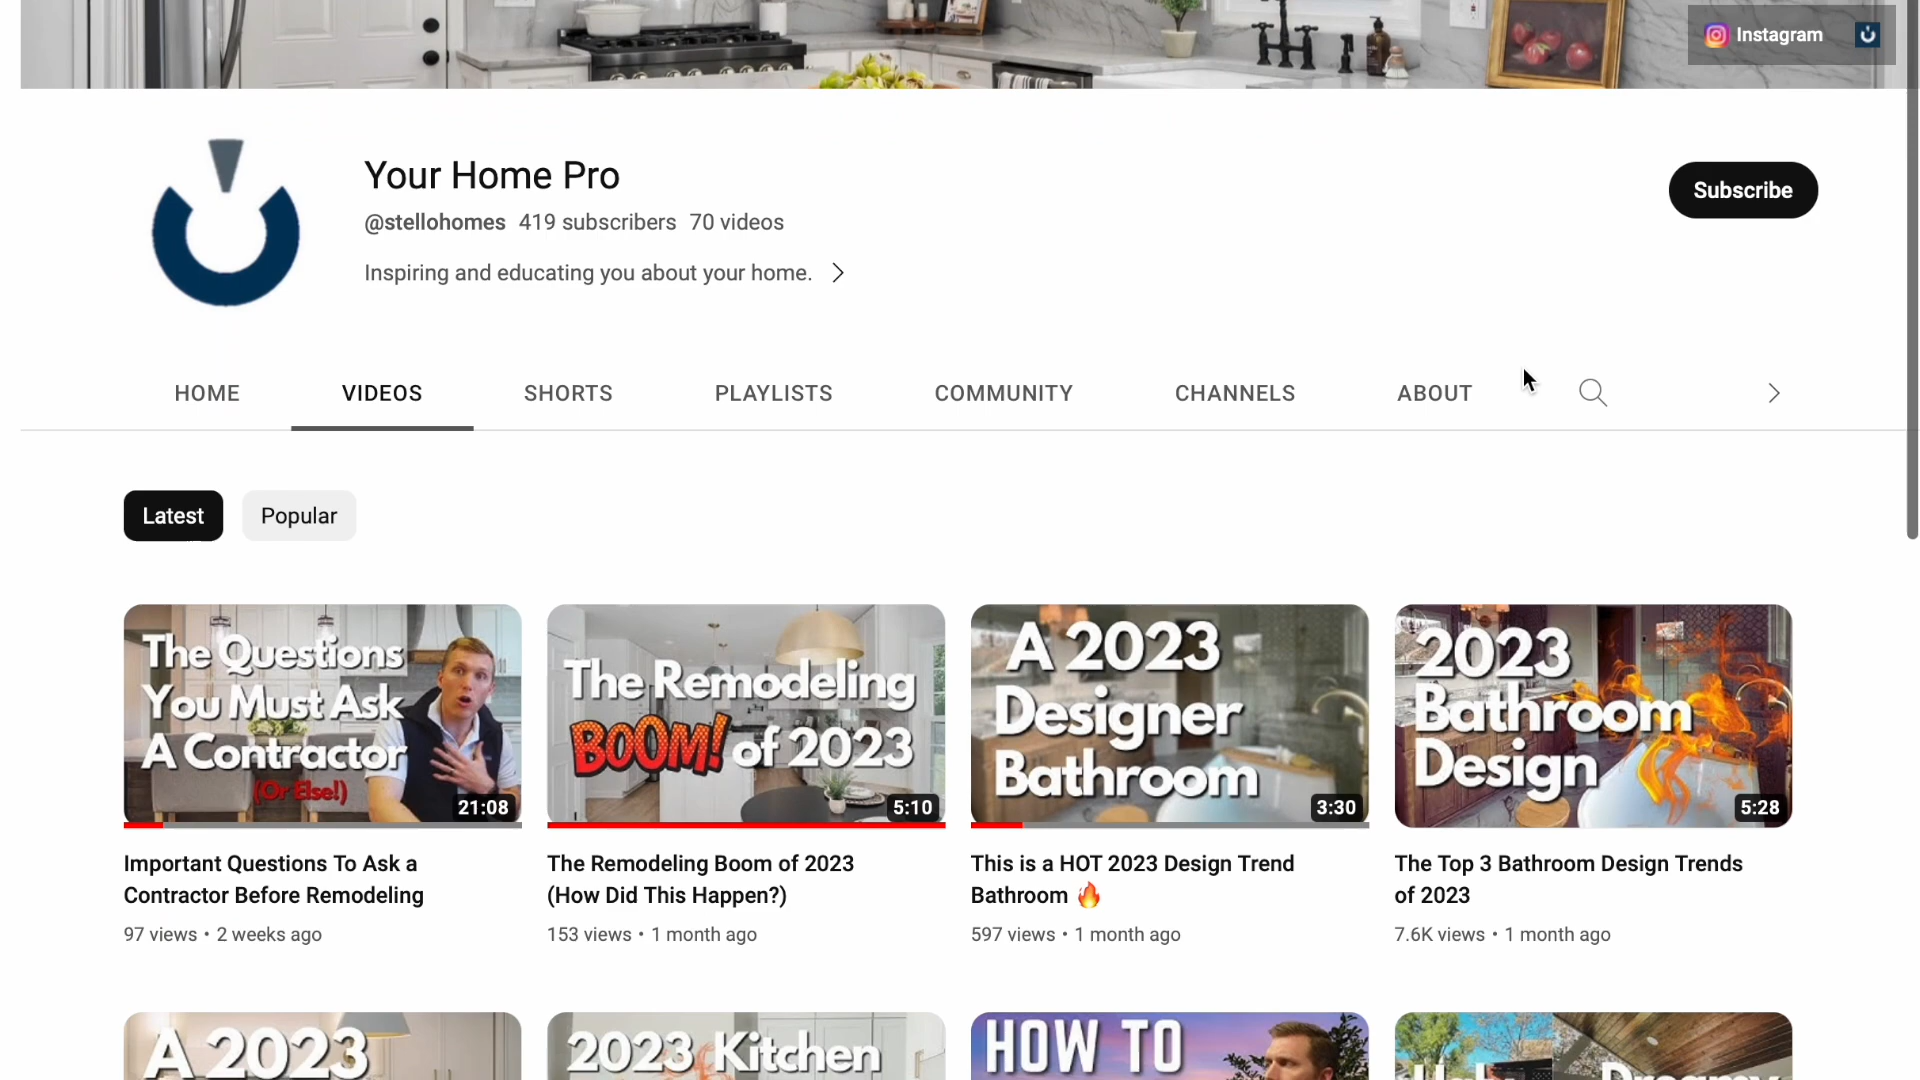 Instagram
Your Home Pro
@stellohomes 419 subscribers 70 videos
Inspiring and educating you about your home.
Subscribe
HOME VIDEOS SHORTS PLAYLISTS COMMUNITY CHANNELS ABOUT
Latest Popular
The Questions
You Must Ask
A Contractor
(Or Else!)
21:08
The Remodeling
BOOM! of 2023
5:10
A 2023
Designer
Bathroom
3:30
2023
Bathroom
Design
5:28
Important Questions To Ask a
Contractor Before Remodeling
97 views • 2 weeks ago
The Remodeling Boom of 2023
(How Did This Happen?)
153 views • 1 month ago
This is a HOT 2023 Design Trend
Bathroom 🔥
597 views • 1 month ago
The Top 3 Bathroom Design Trends
of 2023
7.6K views • 1 month ago
A 2023
2023 Kitchen
HOW TO